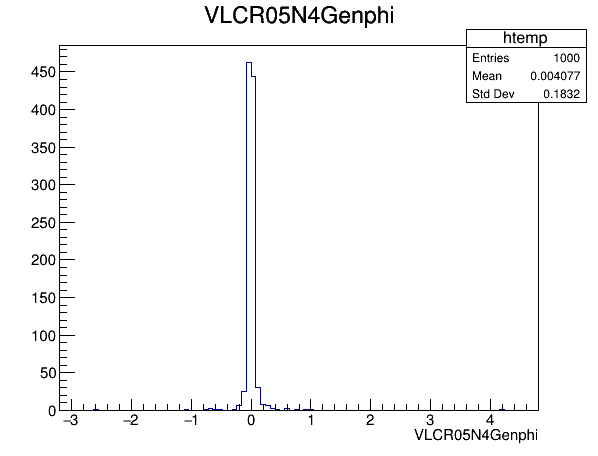 VLCR05N4Genphi
htemp
Entries 1000
Mean 0.004077
Std Dev 0.1832
450
400
350
300
250
200
150
100
50
0
−3 −2 −1 0 1 2 3 4
VLCR05N4Genphi